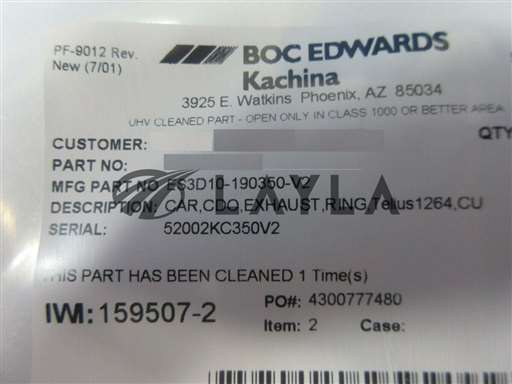 PF-9012 Rev.
New (7/01)
BOC EDWARDS
Kachina
3925 E. Watkins Phoenix, AZ 85034
UHV CLEANED PART - OPEN ONLY IN CLASS 1000 OR BETTER AREA
QTY
CUSTOMER:
PART NO:
MFG PART NO ES3D10-190350-V2
DESCRIPTION: CAR,CDO,EXHAUST,RING,Telius1264,CU
SERIAL: 52002KC350V2
LAYLA
THIS PART HAS BEEN CLEANED 1 Time(s)
IWI: 159507-2
PO#: 4300777480
Item: 2 Case: